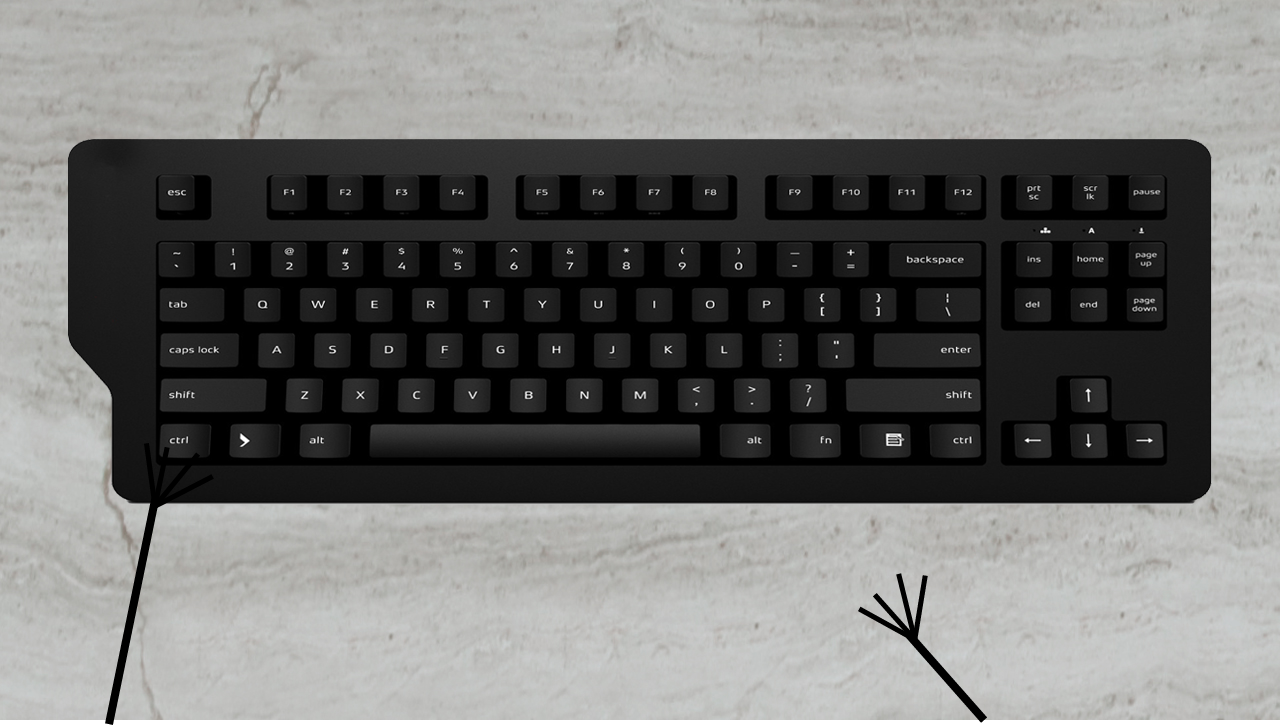 esc F1 F2 F3 F4 F5 F6 F7 F8 F9 F10 F11 F12 prt sc scr lk pause
A
~ ` ! 1 @ 2 # 3 $ 4 % 5 ^ 6 & 7 * 8 ( 9 ) 0 — - + = backspace ins home page up
tab Q W E R T Y U I O P { [ } ] ¦ \ del end page down
caps lock A S D F G H J K L : ; " ' enter
shift Z X C V B N M < , > . ? / shift ↑
ctrl alt alt fn ctrl ← ↓ →